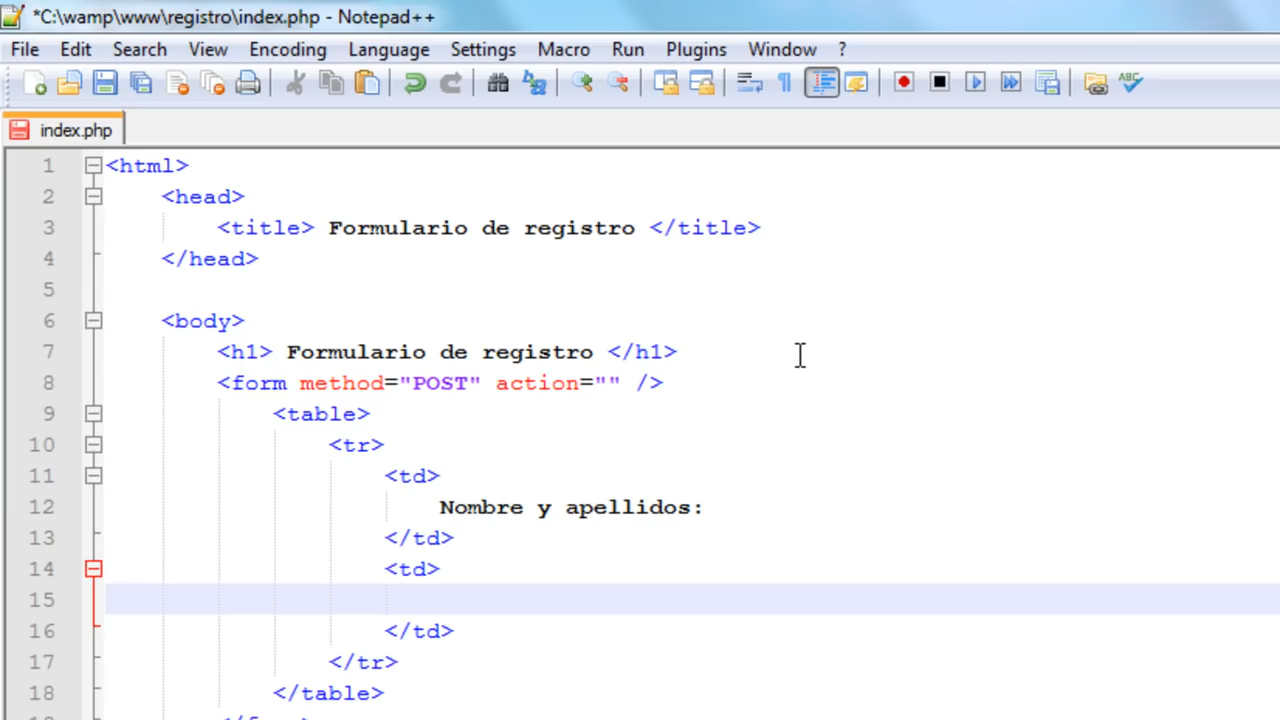 *C:\wamp\www\registro\index.php - Notepad++
File Edit Search View Encoding Language Settings Macro Run Plugins Window ?
index.php
1 <html>
2 <head>
3 <title> Formulario de registro </title>
4 </head>
5
6 <body>
7 <h1> Formulario de registro </h1>
8 <form method="POST" action="" />
9 <table>
10 <tr>
11 <td>
12 Nombre y apellidos:
13 </td>
14 <td>
15
16 </td>
17 </tr>
18 </table>